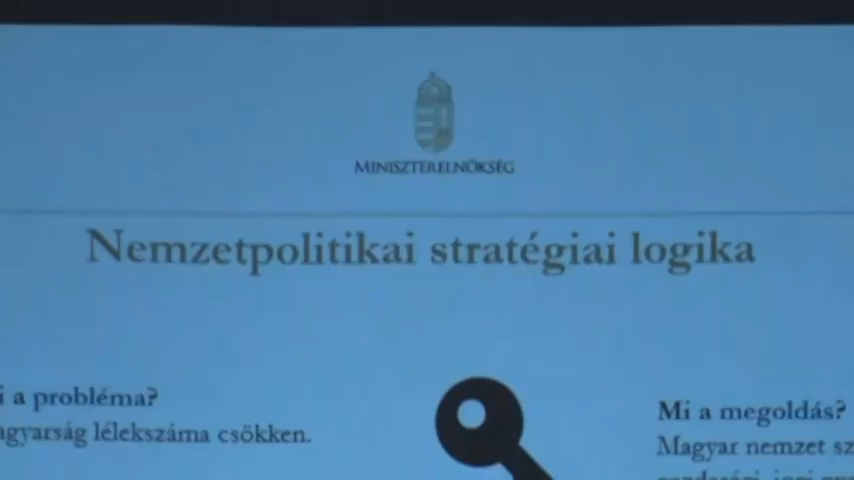 MINISZTERELNÖKSÉG
Nemzetpolitikai stratégiai logika
i a probléma?
agyarság lélekszáma csökken.
Mi a megoldás?
Magyar nemzet sz